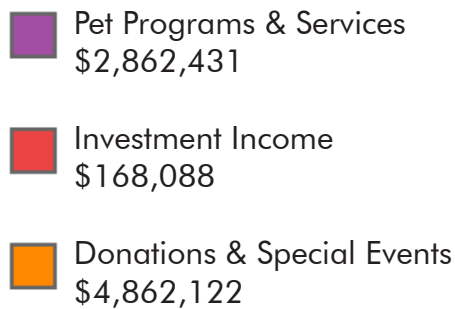 Pet Programs & Services
$2,862,431
Investment Income
$168,088
Donations & Special Events
$4,862,122